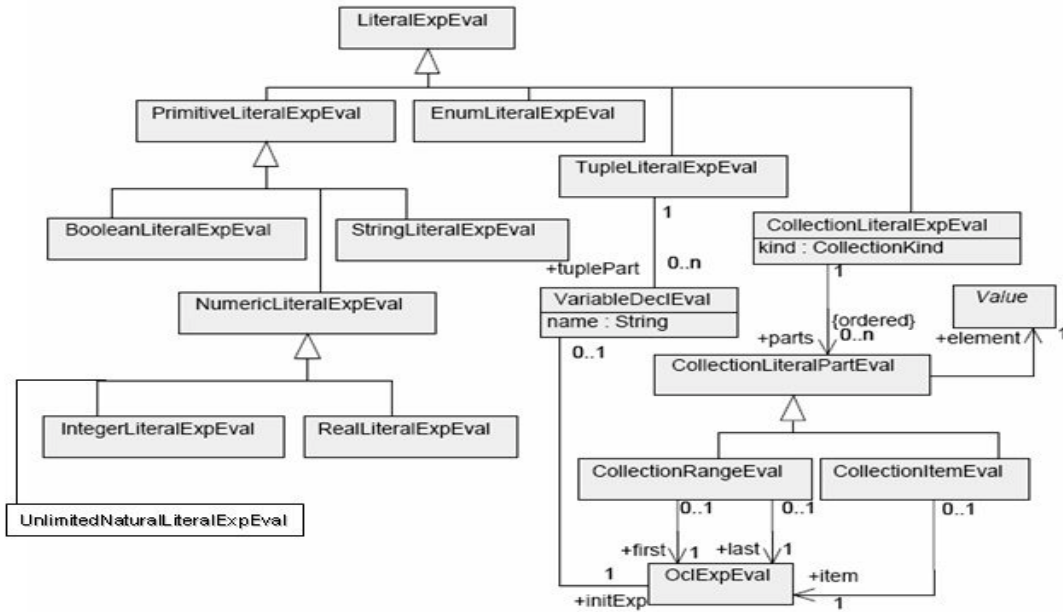 LiteralExpEval
PrimitiveLiteralExpEval
EnumLiteralExpEval
TupleLiteralExpEval
1
BooleanLiteralExpEval
StringLiteralExpEval
CollectionLiteralExpEval
kind : CollectionKind
1
+tuplePart
0..n
NumericLiteralExpEval
VariableDeclEval
name : String
0..1
Value
{ordered}
+parts
0..n
+element
1
CollectionLiteralPartEval
IntegerLiteralExpEval
RealLiteralExpEval
CollectionRangeEval
CollectionItemEval
0..1
0..1
0..1
UnlimitedNaturalLiteralExpEval
+first
1
+last
1
1
+initExp
OclExpEval
+item
1